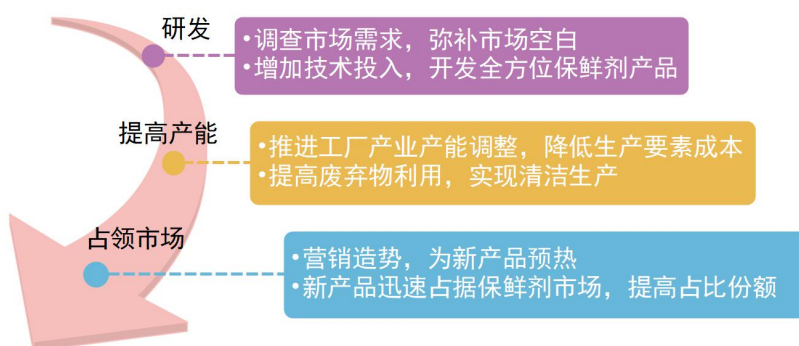 研发
•调查市场需求，弥补市场空白
•增加技术投入，开发全方位保鲜剂产品
提高产能
•推进工厂产业产能调整，降低生产要素成本
•提高废弃物利用，实现清洁生产
占领市场
•营销造势，为新产品预热
•新产品迅速占据保鲜剂市场，提高占比份额